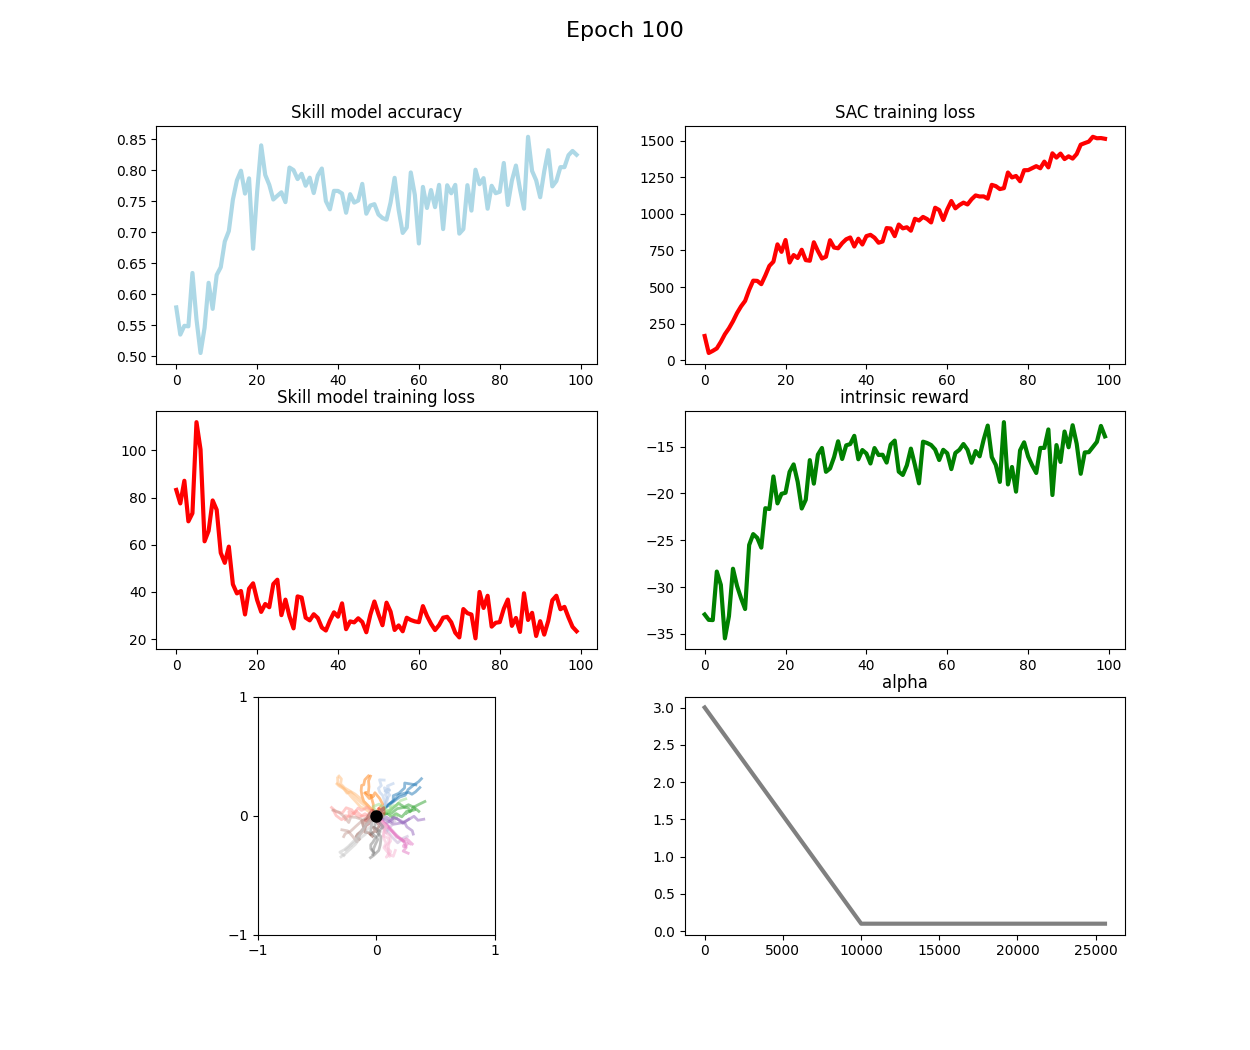 Epoch 100
Skill model accuracy
0.85
0.80
0.75
0.70
0.65
0.60
0.55
0.50
0 20 40 60 80 100
SAC training loss
1500
1250
1000
750
500
250
0
0 20 40 60 80 100
Skill model training loss
100
80
60
40
20
0 20 40 60 80 100
intrinsic reward
−15
−20
−25
−30
−35
0 20 40 60 80 100
1
0
−1
−1 0 1
alpha
3.0
2.5
2.0
1.5
1.0
0.5
0.0
0 5000 10000 15000 20000 25000